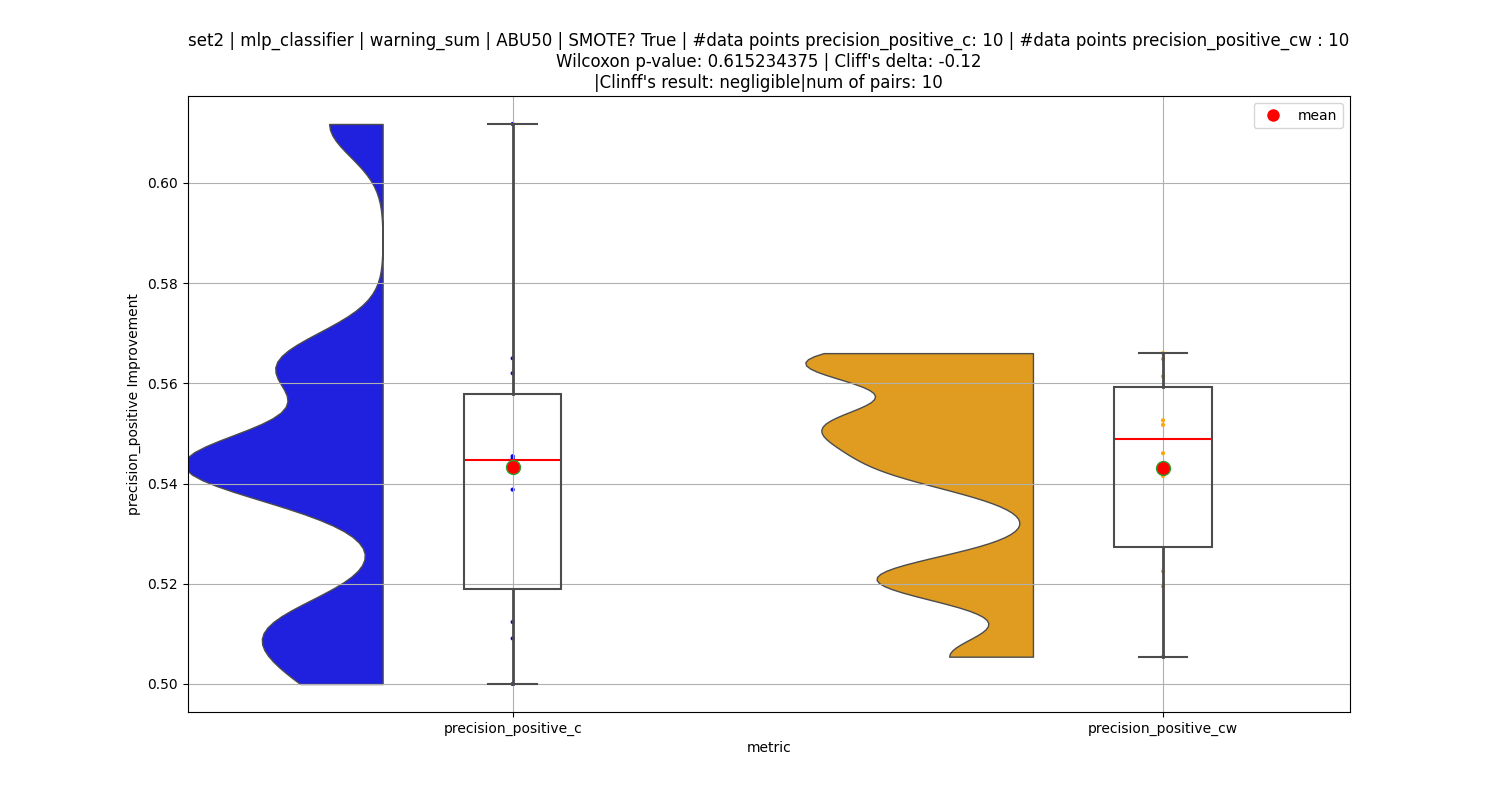 set2 | mlp_classifier | warning_sum | ABU50 | SMOTE? True | #data points precision_positive_c: 10 | #data points precision_positive_cw : 10
Wilcoxon p-value: 0.615234375 | Cliff's delta: -0.12
|Clinff's result: negligible|num of pairs: 10
mean
0.60
0.58
0.56
0.54
0.52
0.50
precision_positive Improvement
precision_positive_c
precision_positive_cw
metric